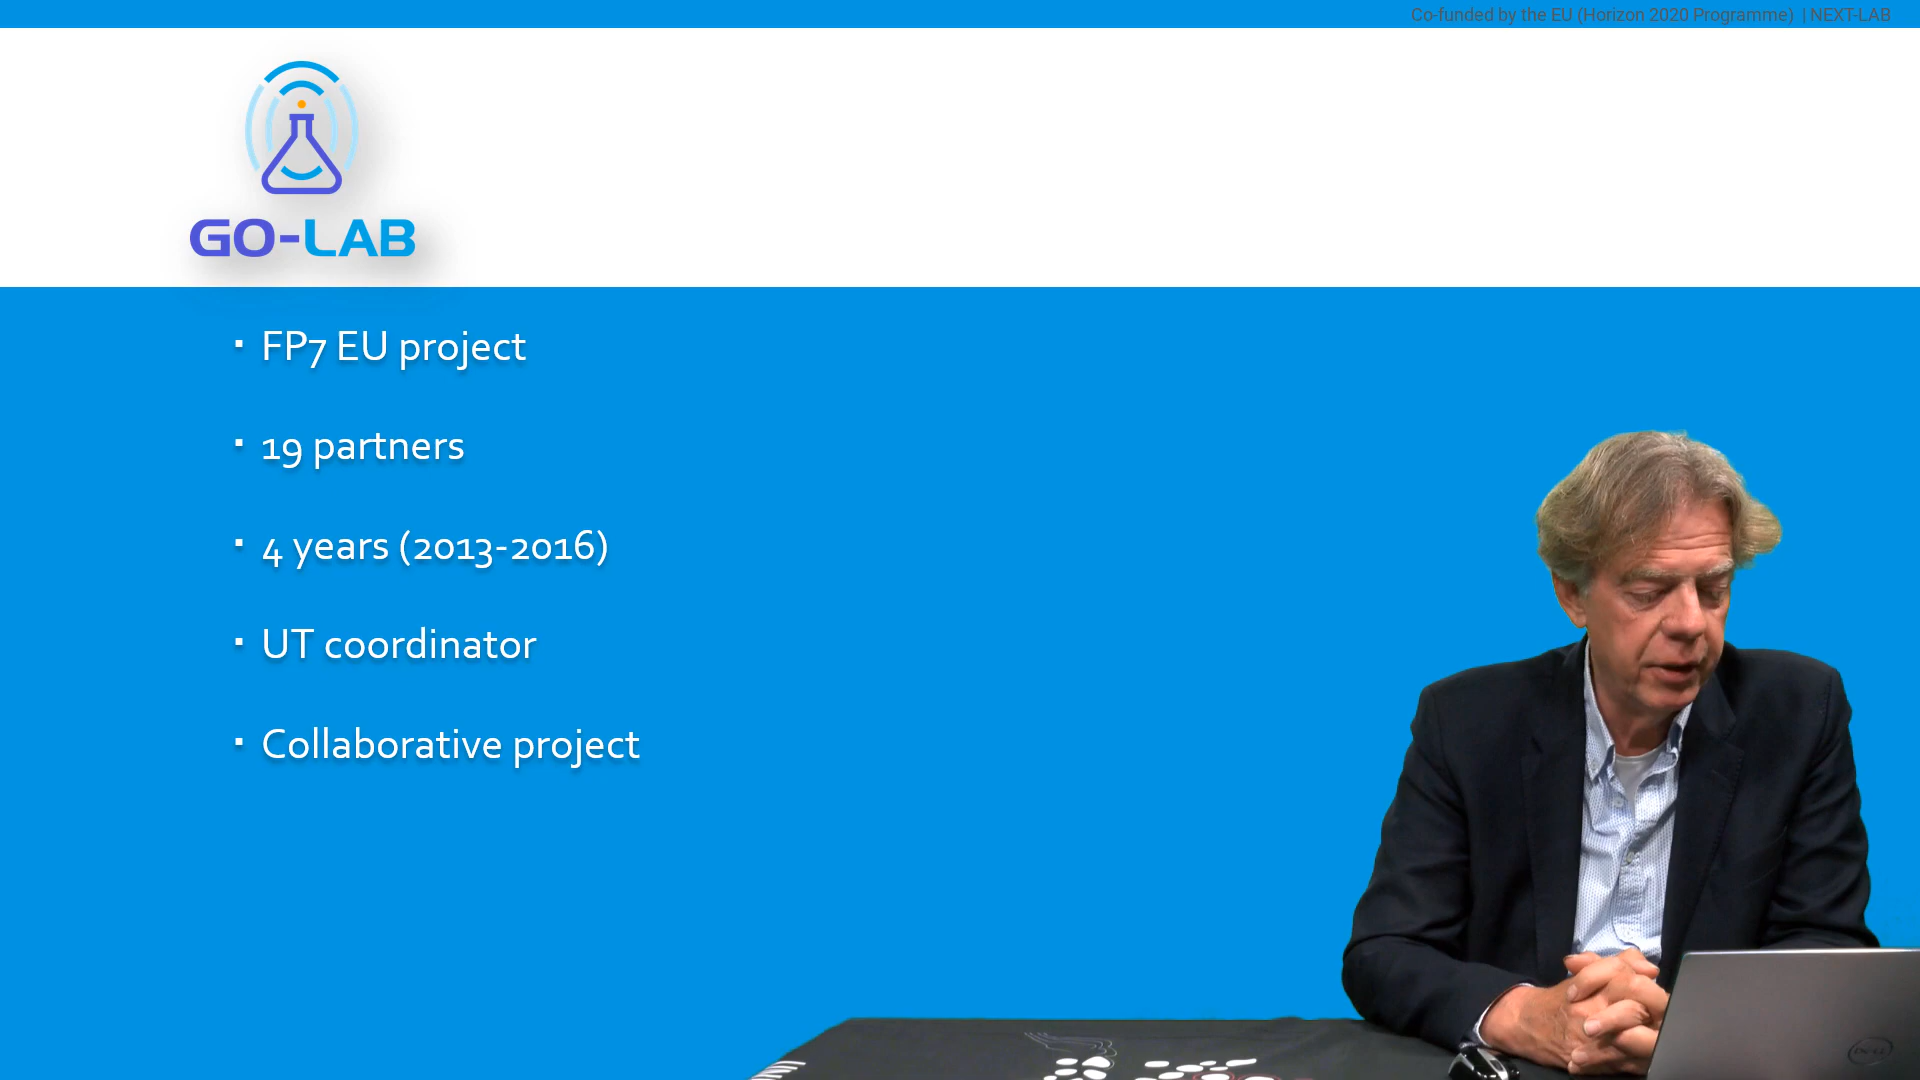 Co-funded by the EU (Horizon 2020 Programme) | NEXT-LAB
GO-LAB
▪ FP7 EU project
▪ 19 partners
▪ 4 years (2013-2016)
▪ UT coordinator
▪ Collaborative project
DELL